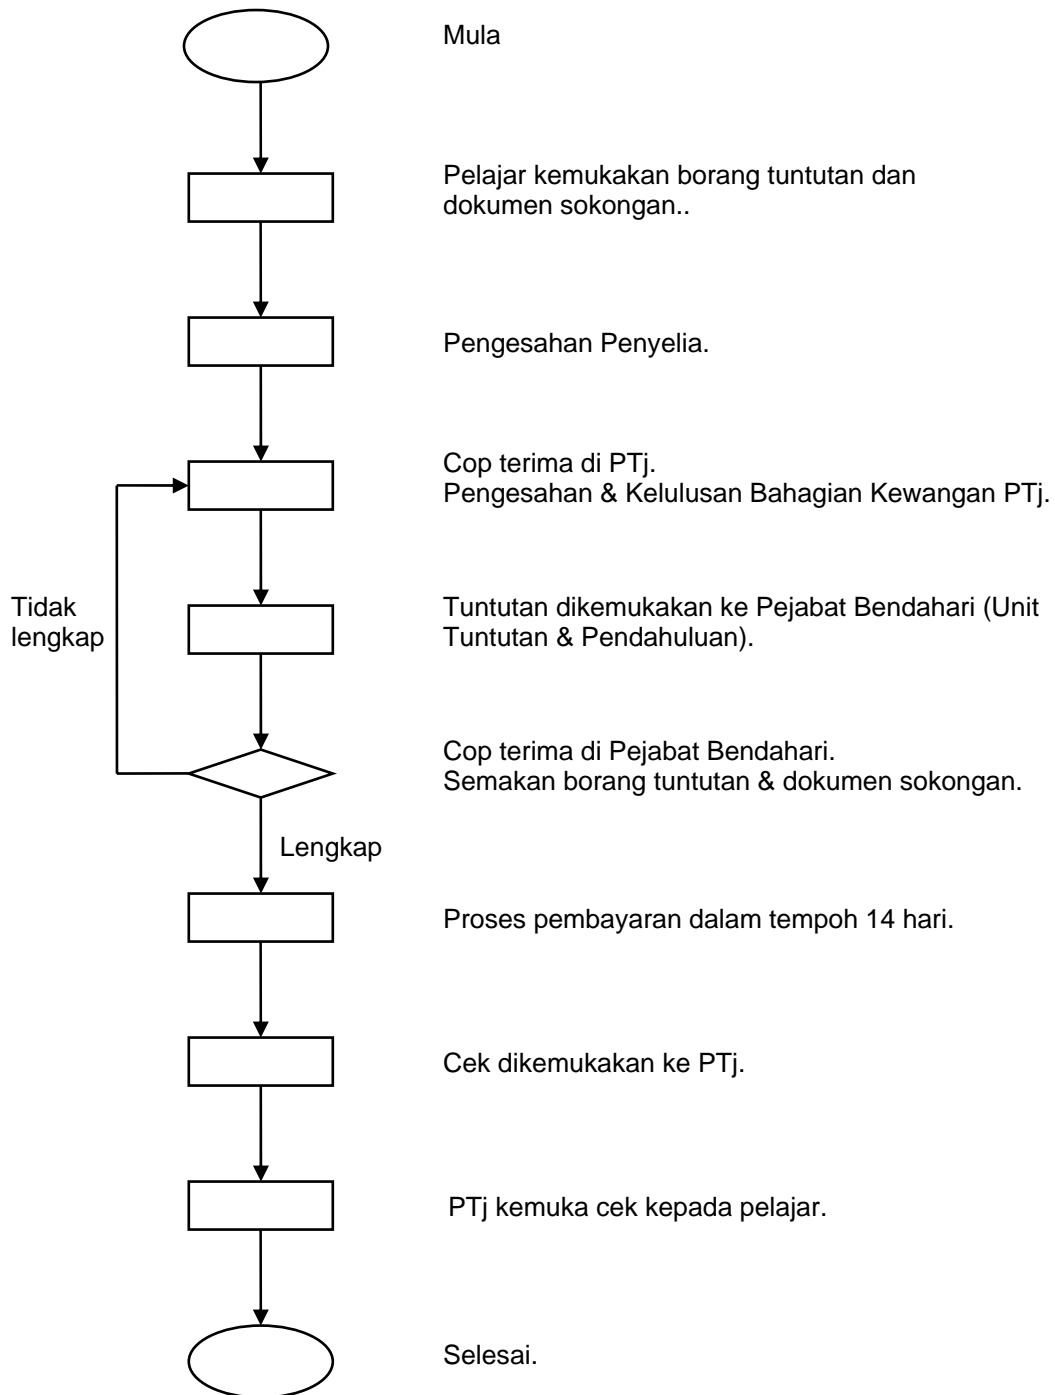 Mula
Pelajar kemukakan borang tuntutan dan
dokumen sokongan..
Pengesahan Penyelia.
Cop terima di PTj.
Pengesahan & Kelulusan Bahagian Kewangan PTj.
Tidak
lengkap
Tuntutan dikemukakan ke Pejabat Bendahari (Unit
Tuntutan & Pendahuluan).
Cop terima di Pejabat Bendahari.
Semakan borang tuntutan & dokumen sokongan.
Lengkap
Proses pembayaran dalam tempoh 14 hari.
Cek dikemukakan ke PTj.
PTj kemuka cek kepada pelajar.
Selesai.